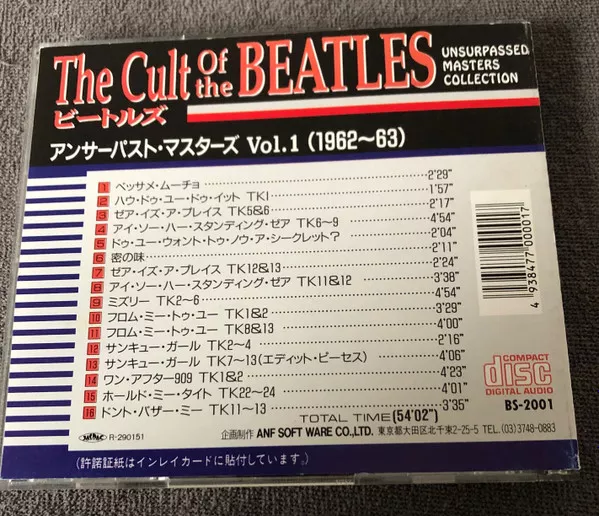 The Cult Of the BEATLES
UNSURPASSED MASTERS COLLECTION
ビートルズ
アンサーパスト・マスターズ Vol.1 (1962〜63)
1 ベッサメ・ムーチョ 2'29"
2 ハウ・ドゥ・ユー・ドゥ・イット TK1 1'57"
3 ゼア・イズ・ア・プレイス TK5&6 2'17"
4 アイ・ソー・ハー・スタンディング・ゼア TK6〜9 4'54"
5 ドゥ・ユー・ウォント・トゥ・ノウ・ア・シークレット? 2'04"
6 密の味 2'11"
7 ゼア・イズ・ア・プレイス TK12&13 2'24"
8 アイ・ソー・ハー・スタンディング・ゼア TK11&12 3'38"
9 ミズリー TK2〜6 4'54"
10 フロム・ミー・トゥ・ユー TK1&2 3'29"
11 フロム・ミー・トゥ・ユー TK8&13 4'00"
12 サンキュー・ガール TK2〜4 2'16"
13 サンキュー・ガール TK7〜13(エディット・ピーセス) 4'06"
14 ワン・アフター909 TK1&2 4'23"
15 ホールド・ミー・タイト TK22〜24 4'01"
16 ドント・バザー・ミー TK11〜13 3'35"
TOTAL TIME(54'02")
4 938477 000017
COMPACT disc DIGITAL AUDIO
BS-2001
R-290151
企画制作 ANF SOFT WARE CO.,LTD. 東京都大田区北千束2-25-5 TEL.(03)3748-0883
(許諾証紙はインレイカードに貼付しています。)